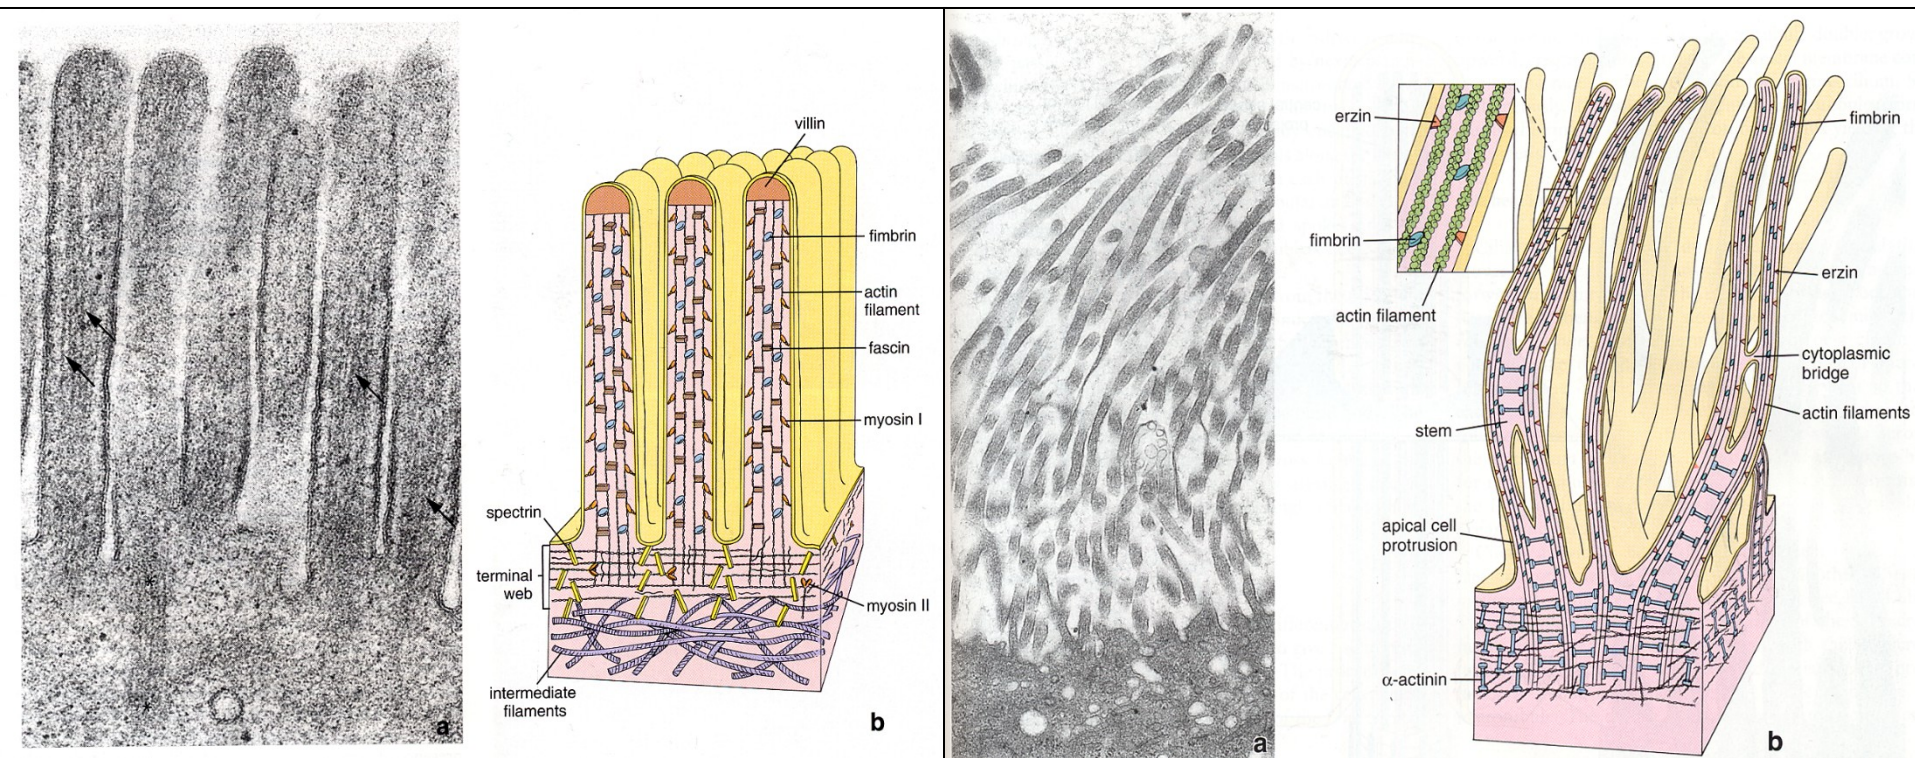 a
villin
fimbrin
actin
filament
fascin
myosin I
spectrin
terminal
web
myosin II
intermediate
filaments
b
a
erzin
fimbrin
actin filament
fimbrin
erzin
cytoplasmic
bridge
actin filaments
stem
apical cell
protrusion
α-actinin
b